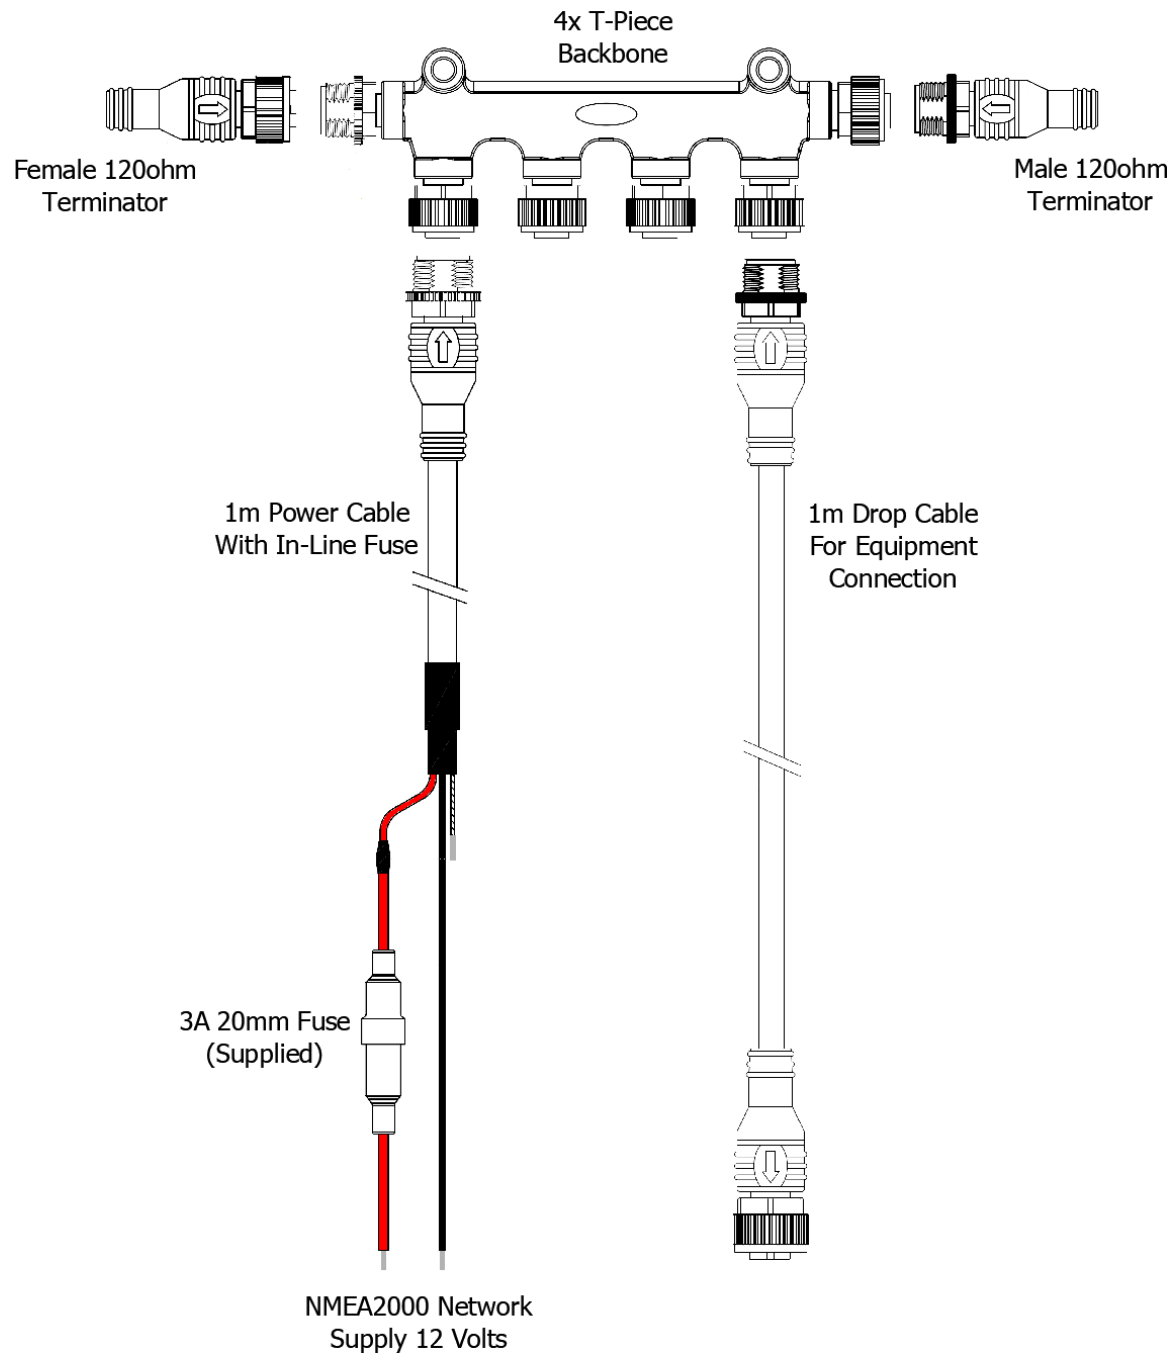 4x T-Piece
Backbone
Female 120ohm
Terminator
Male 120ohm
Terminator
1m Power Cable
With In-Line Fuse
1m Drop Cable
For Equipment
Connection
3A 20mm Fuse
(Supplied)
NMEA2000 Network
Supply 12 Volts